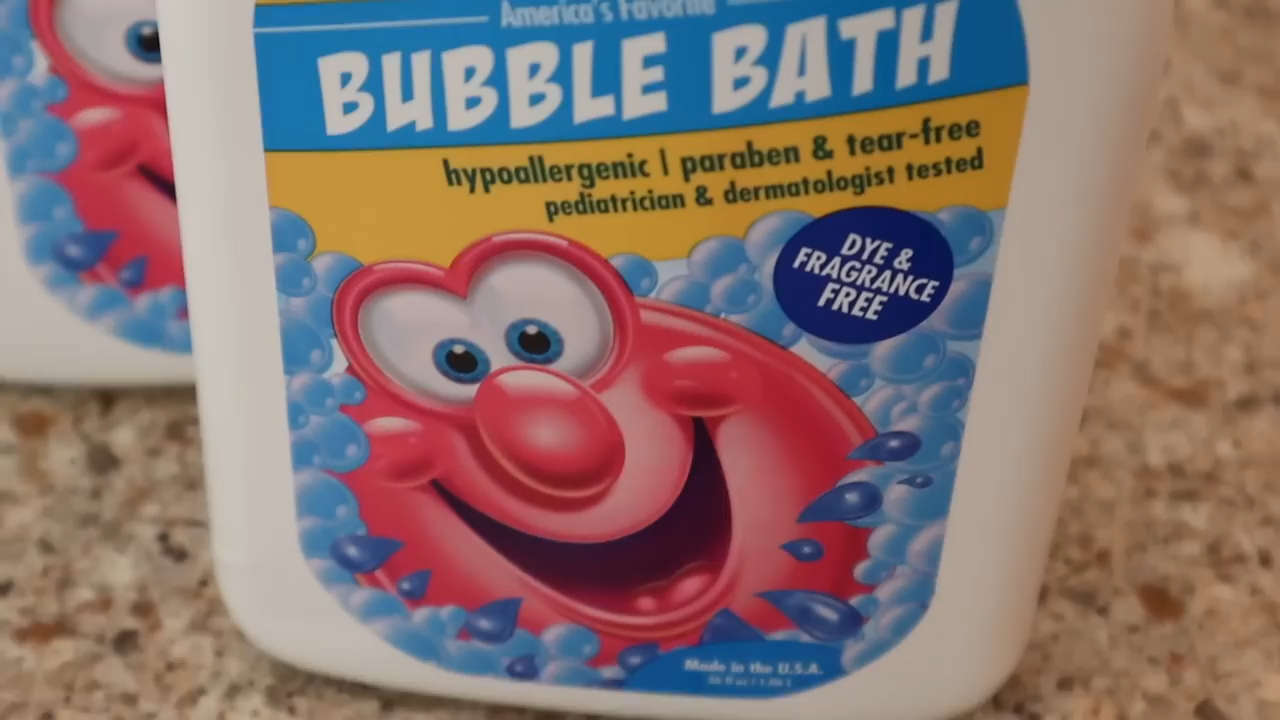 America's Favorite
BUBBLE BATH
hypoallergenic | paraben & tear-free
pediatrician & dermatologist tested
DYE &
FRAGRANCE
FREE
Made in the U.S.A.